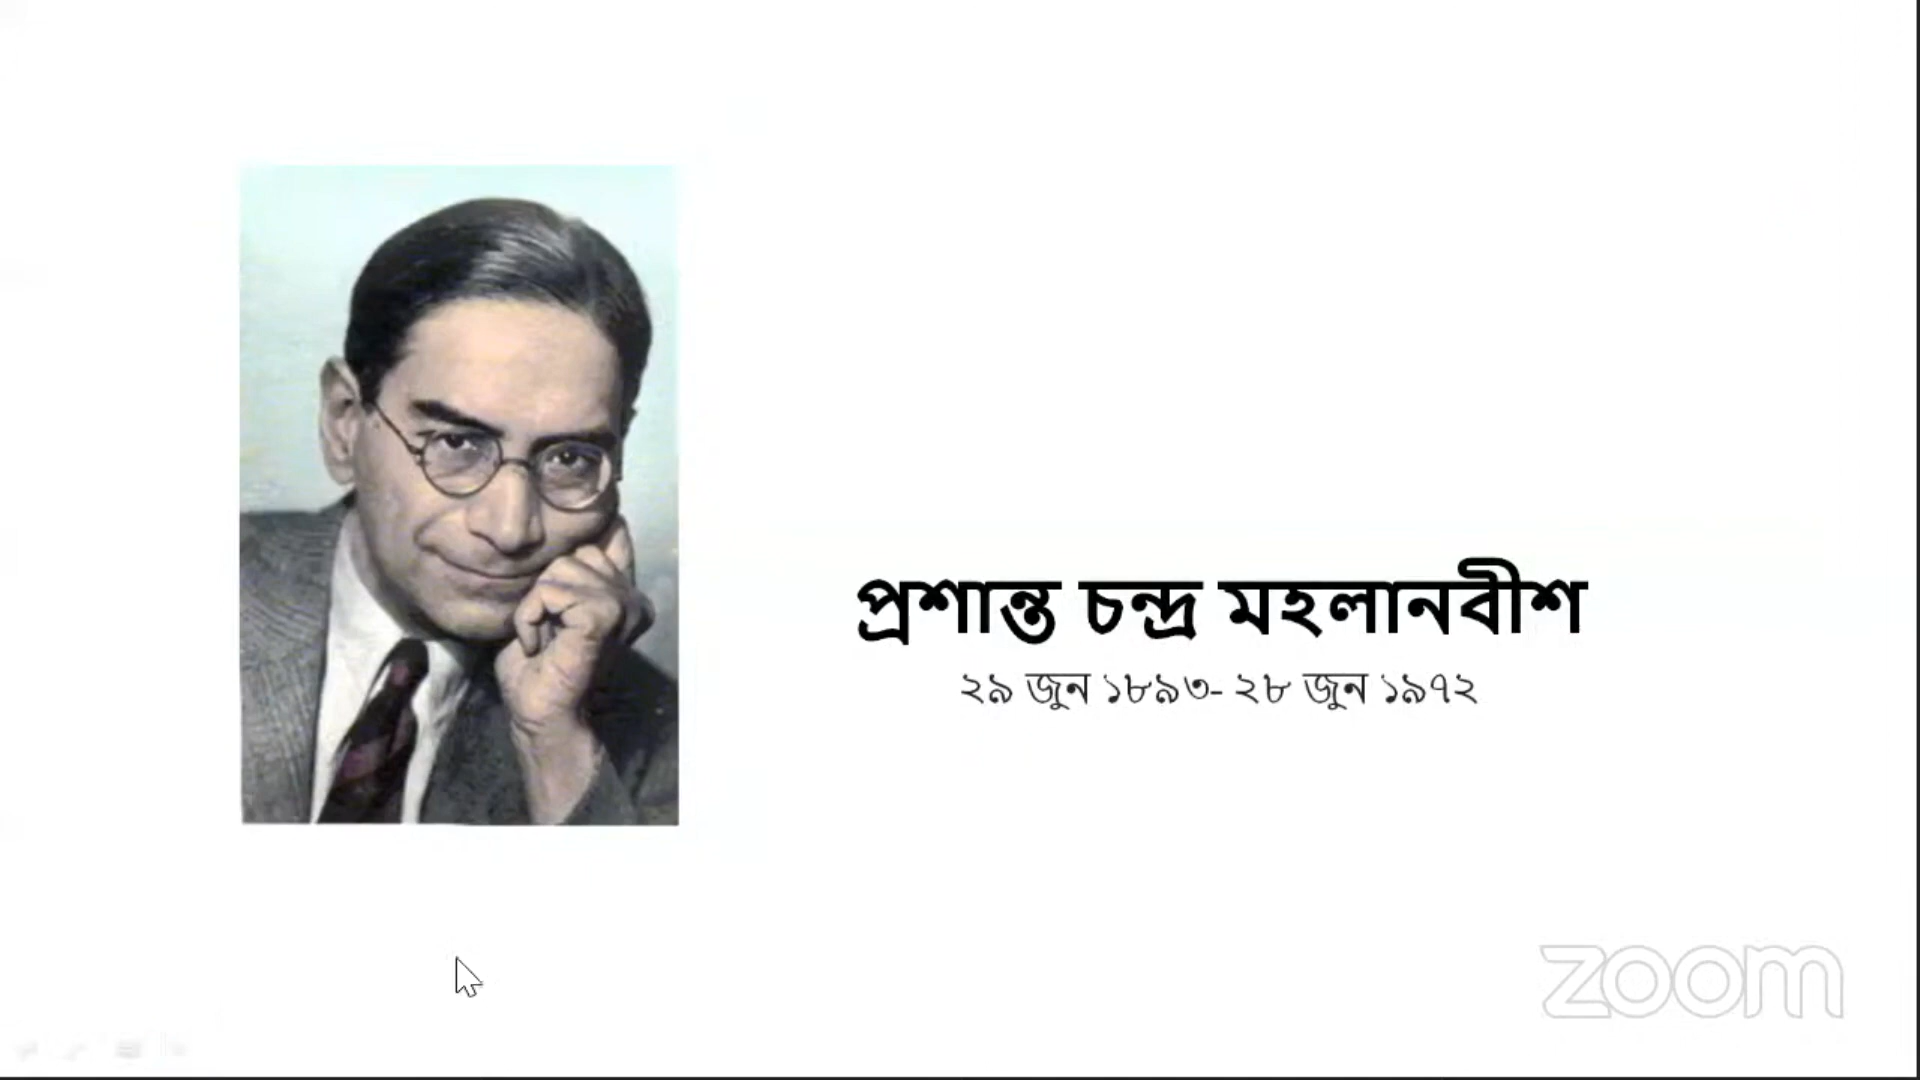 প্রশান্ত চন্দ্র মহলানবীশ
২৯ জুন ১৮৯৩- ২৮ জুন ১৯৭২
zoom